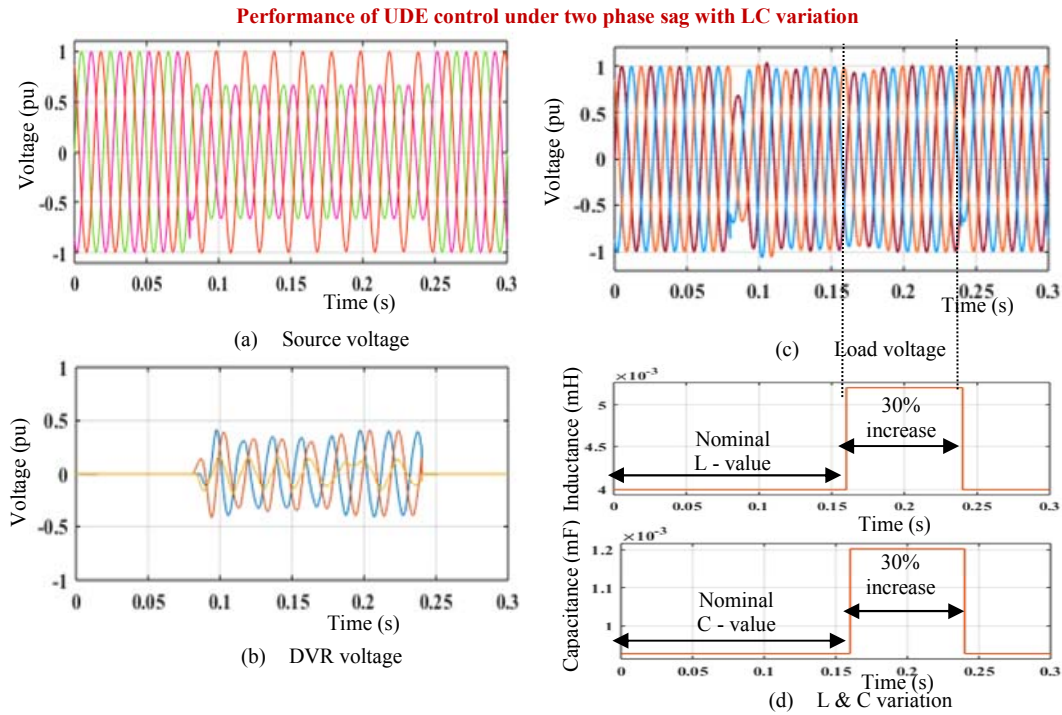 Performance of UDE control under two phase sag with LC variation
Voltage (pu)
1
0.5
0
-0.5
-1
0 0.05 0.1 0.15 0.2 0.25 0.3
Time (s)
(a) Source voltage
Voltage (pu)
1
0.5
0
-0.5
-1
0 0.05 0.1 0.15 0.2 0.25 0.3
Time (s)
(b) DVR voltage
Voltage (pu)
1
0.5
0
-0.5
-1
0 0.05 0.1 0.15 0.2 0.25 0.3
Time (s)
(c) Load voltage
×10⁻³
Inductance (mH)
5
4.5
4
Nominal
L - value
30%
increase
0 0.05 0.1 0.15 0.2 0.25 0.3
Time (s)
×10⁻³
Capacitance (mF)
1.2
1.1
1
Nominal
C - value
30%
increase
0 0.05 0.1 0.15 0.2 0.25 0.3
Time (s)
(d) L & C variation